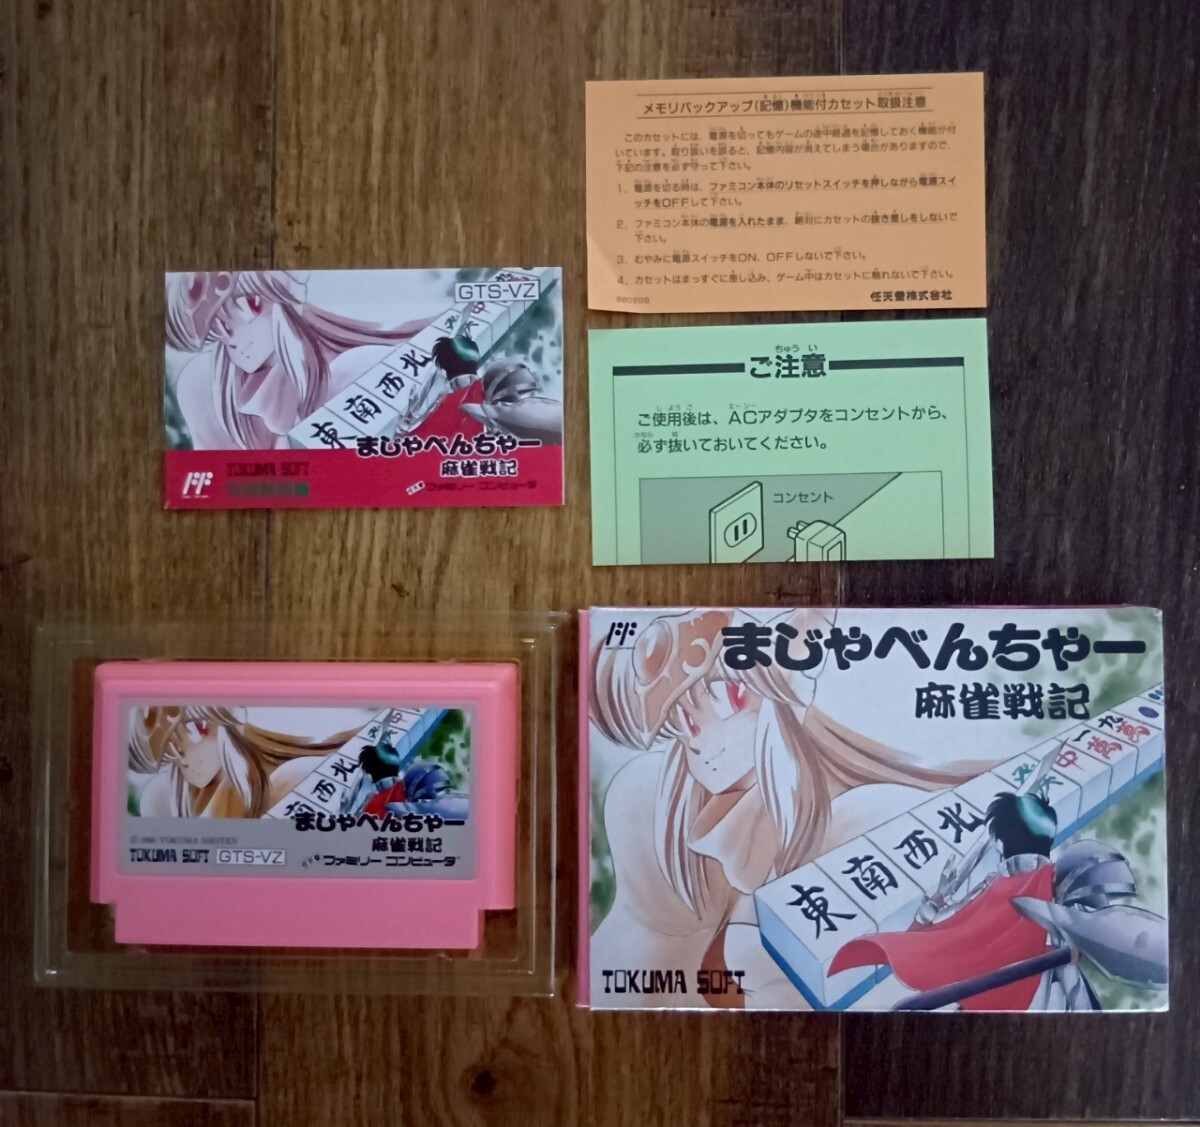 メモリバックアップ(記憶)機能付カセット取扱注意
このカセットには、電源を切ってもゲームの途中経過を記憶しておく機能が付
いています。取り扱いを誤ると、記憶内容が消えてしまう場合がありますので、
下記の注意を必ず守って下さい。
1. 電源を切る時は、ファミコン本体のリセットスイッチを押しながら電源スイ
ッチをOFFして下さい。
2. ファミコン本体の電源を入れたまま、絶対にカセットの抜き差しをしないで
下さい。
3. むやみに電源スイッチをON、OFFしないで下さい。
4. カセットはまっすぐに差し込み、ゲーム中はカセットに触れないで下さい。
任天堂株式会社
GTS-VZ
東南西北
中
まじゃべんちゃー
麻雀戦記
TOKUMA SOFT
ファミリー コンピュータ
ちゅう い
ご注意
ご使用後は、ACアダプタをコンセントから、
必ず抜いておいてください。
コンセント
南西北
中
まじゃべんちゃー
麻雀戦記
TOKUMA SHOTEN
TOKUMA SOFT GTS-VZ
ファミリー コンピュータ
まじゃべんちゃー
麻雀戦記
東南西北
中
一萬
九萬
TOKUMA SOFT